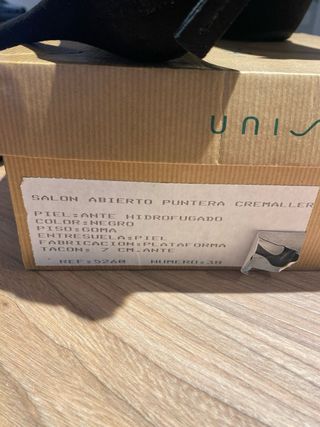 UNIS
SALON ABIERTO PUNTERA CREMALLER
PIEL:ANTE HIDROFUGADO
COLOR:NEGRO
PISO:GOMA
ENTRESUELA:PIEL
FABRICACION:PLATAFORMA
TACON: 7 CM.ANTE
REF:5260 NUMERO:39